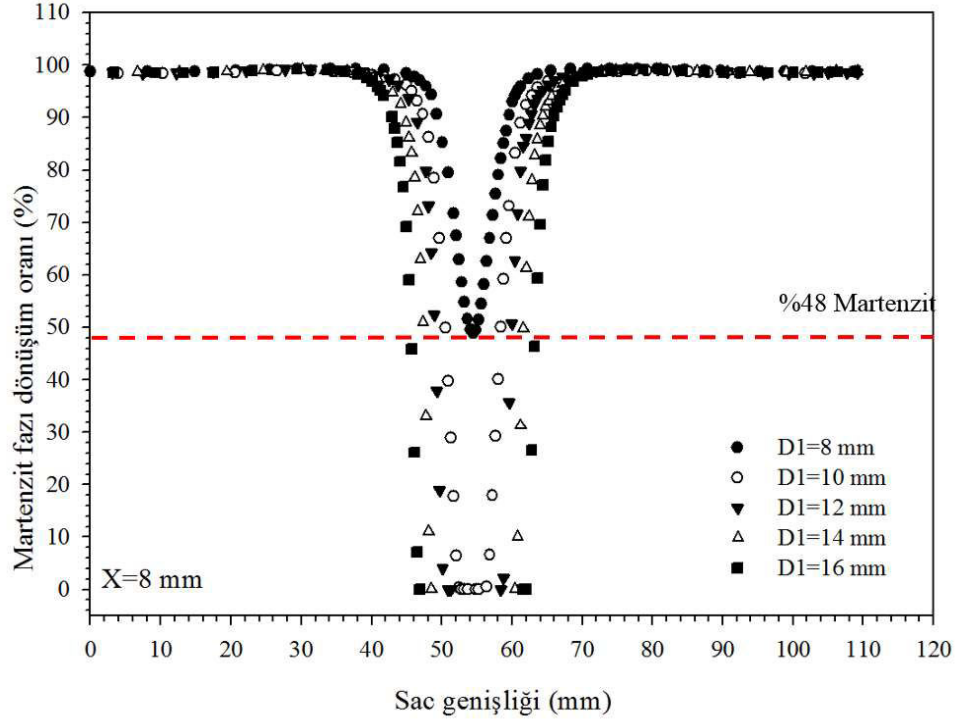 110
100
90
80
70
60
50
40
30
20
10
0
Martenzit fazı dönüşüm oranı (%)
%48 Martenzit
D1=8 mm
D1=10 mm
D1=12 mm
D1=14 mm
D1=16 mm
X=8 mm
0 10 20 30 40 50 60 70 80 90 100 110 120
Sac genişliği (mm)